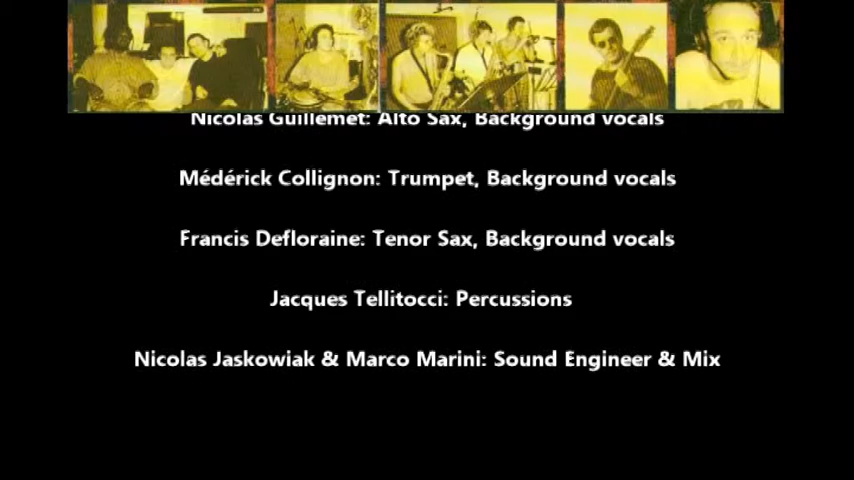 Nicolas Guillemet: Alto Sax, Background vocals
Médérick Collignon: Trumpet, Background vocals
Francis Defloraine: Tenor Sax, Background vocals
Jacques Tellitocci: Percussions
Nicolas Jaskowiak & Marco Marini: Sound Engineer & Mix